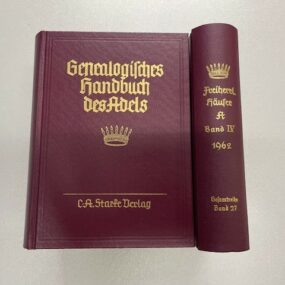 Genealogisches
Handbuch
des Adels
C.A. Starke Verlag
Freiherrl.
Häuser
A
Band IV
1962
Gesamtreihe
Band 27